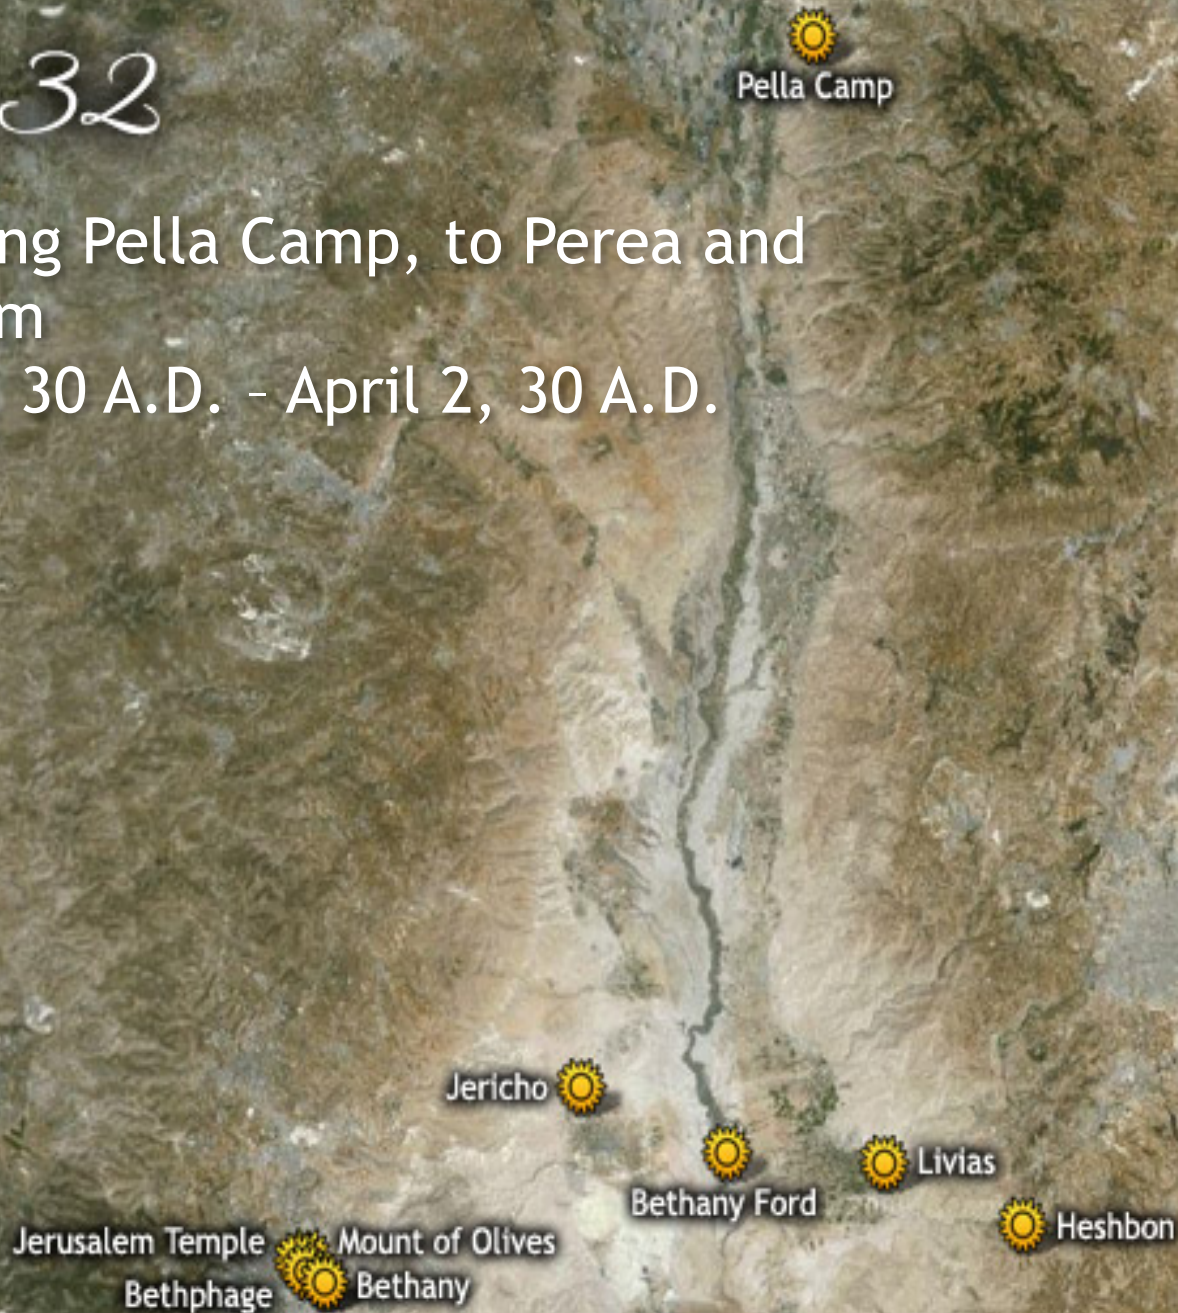 Pella Camp
32
ng Pella Camp, to Perea and
m
30 A.D. – April 2, 30 A.D.
Jericho
Livias
Bethany Ford
Heshbon
Jerusalem Temple
Mount of Olives
Bethany
Bethphage